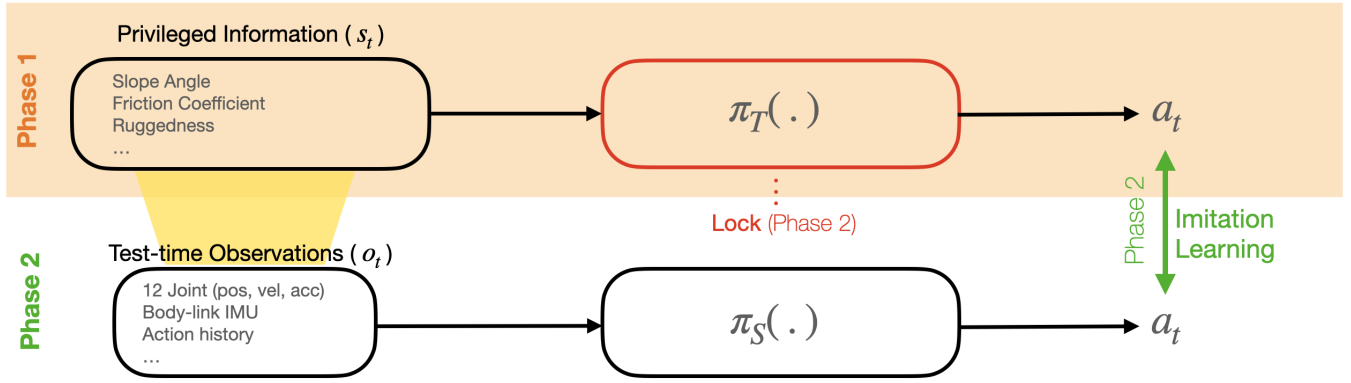 Phase 1
Privileged Information ( s_t )
Slope Angle
Friction Coefficient
Ruggedness
...
π_T( . )
a_t
Lock (Phase 2)
Phase 2
Imitation
Learning
Phase 2
Test-time Observations ( o_t )
12 Joint (pos, vel, acc)
Body-link IMU
Action history
...
π_S( . )
a_t